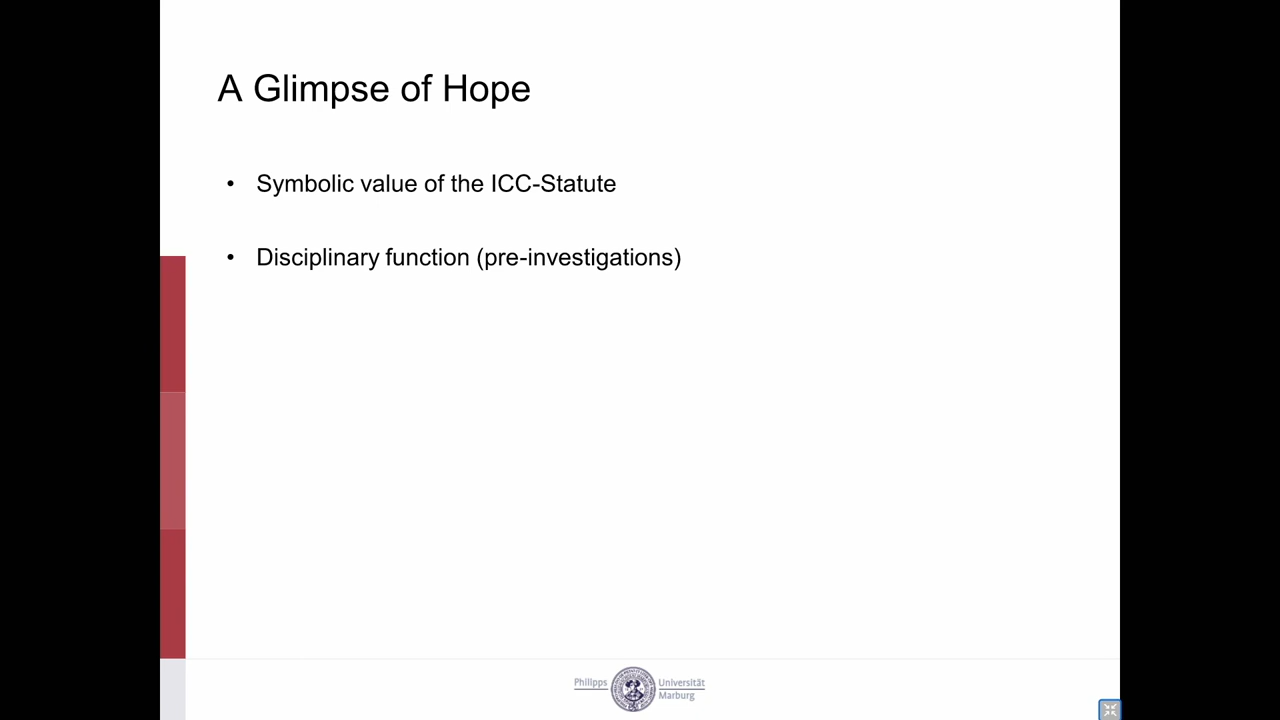 A Glimpse of Hope
• Symbolic value of the ICC-Statute
• Disciplinary function (pre-investigations)
Philipps Universität
Marburg